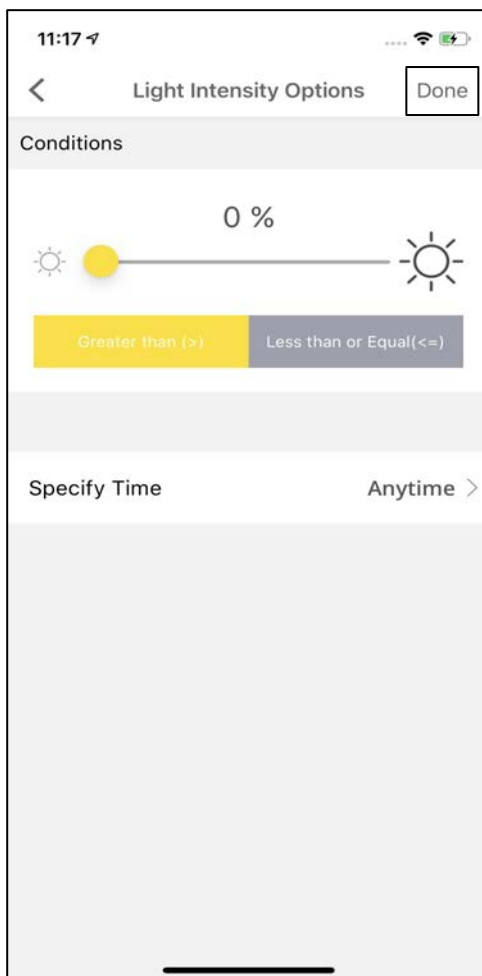 11:17
Light Intensity Options Done
Conditions
0 %
Greater than (>) Less than or Equal(<=)
Specify Time Anytime >